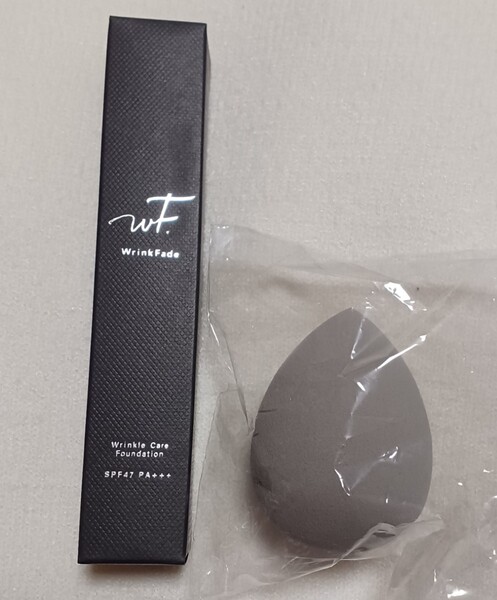 WF.
WrinkFade
Wrinkle Care
Foundation
SPF47 PA+++